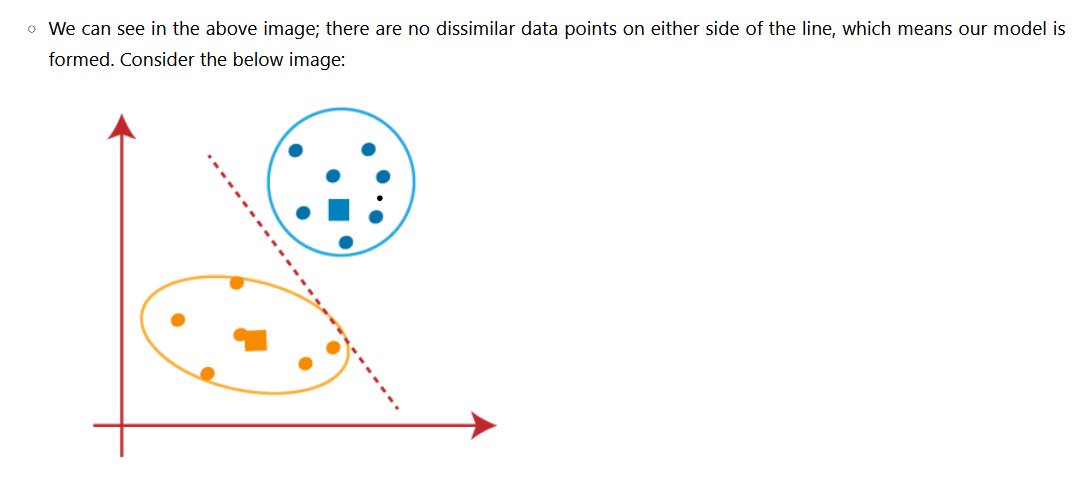 We can see in the above image; there are no dissimilar data points on either side of the line, which means our model is
formed. Consider the below image: